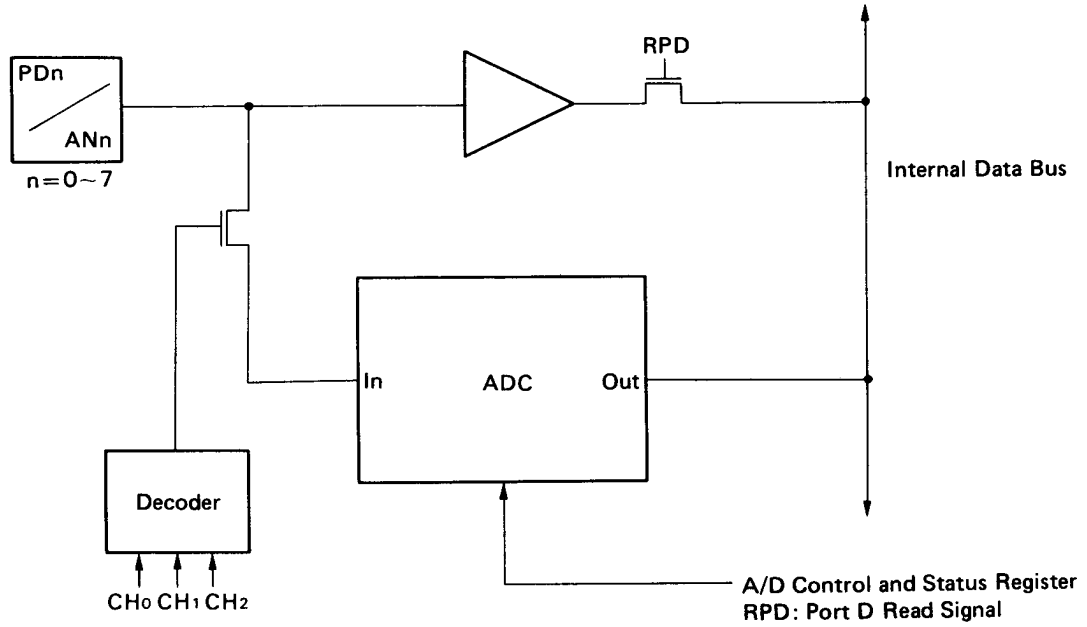 RPD
PDn
ANn
n=0~7
Internal Data Bus
In
ADC
Out
Decoder
CH0 CH1 CH2
A/D Control and Status Register
RPD: Port D Read Signal